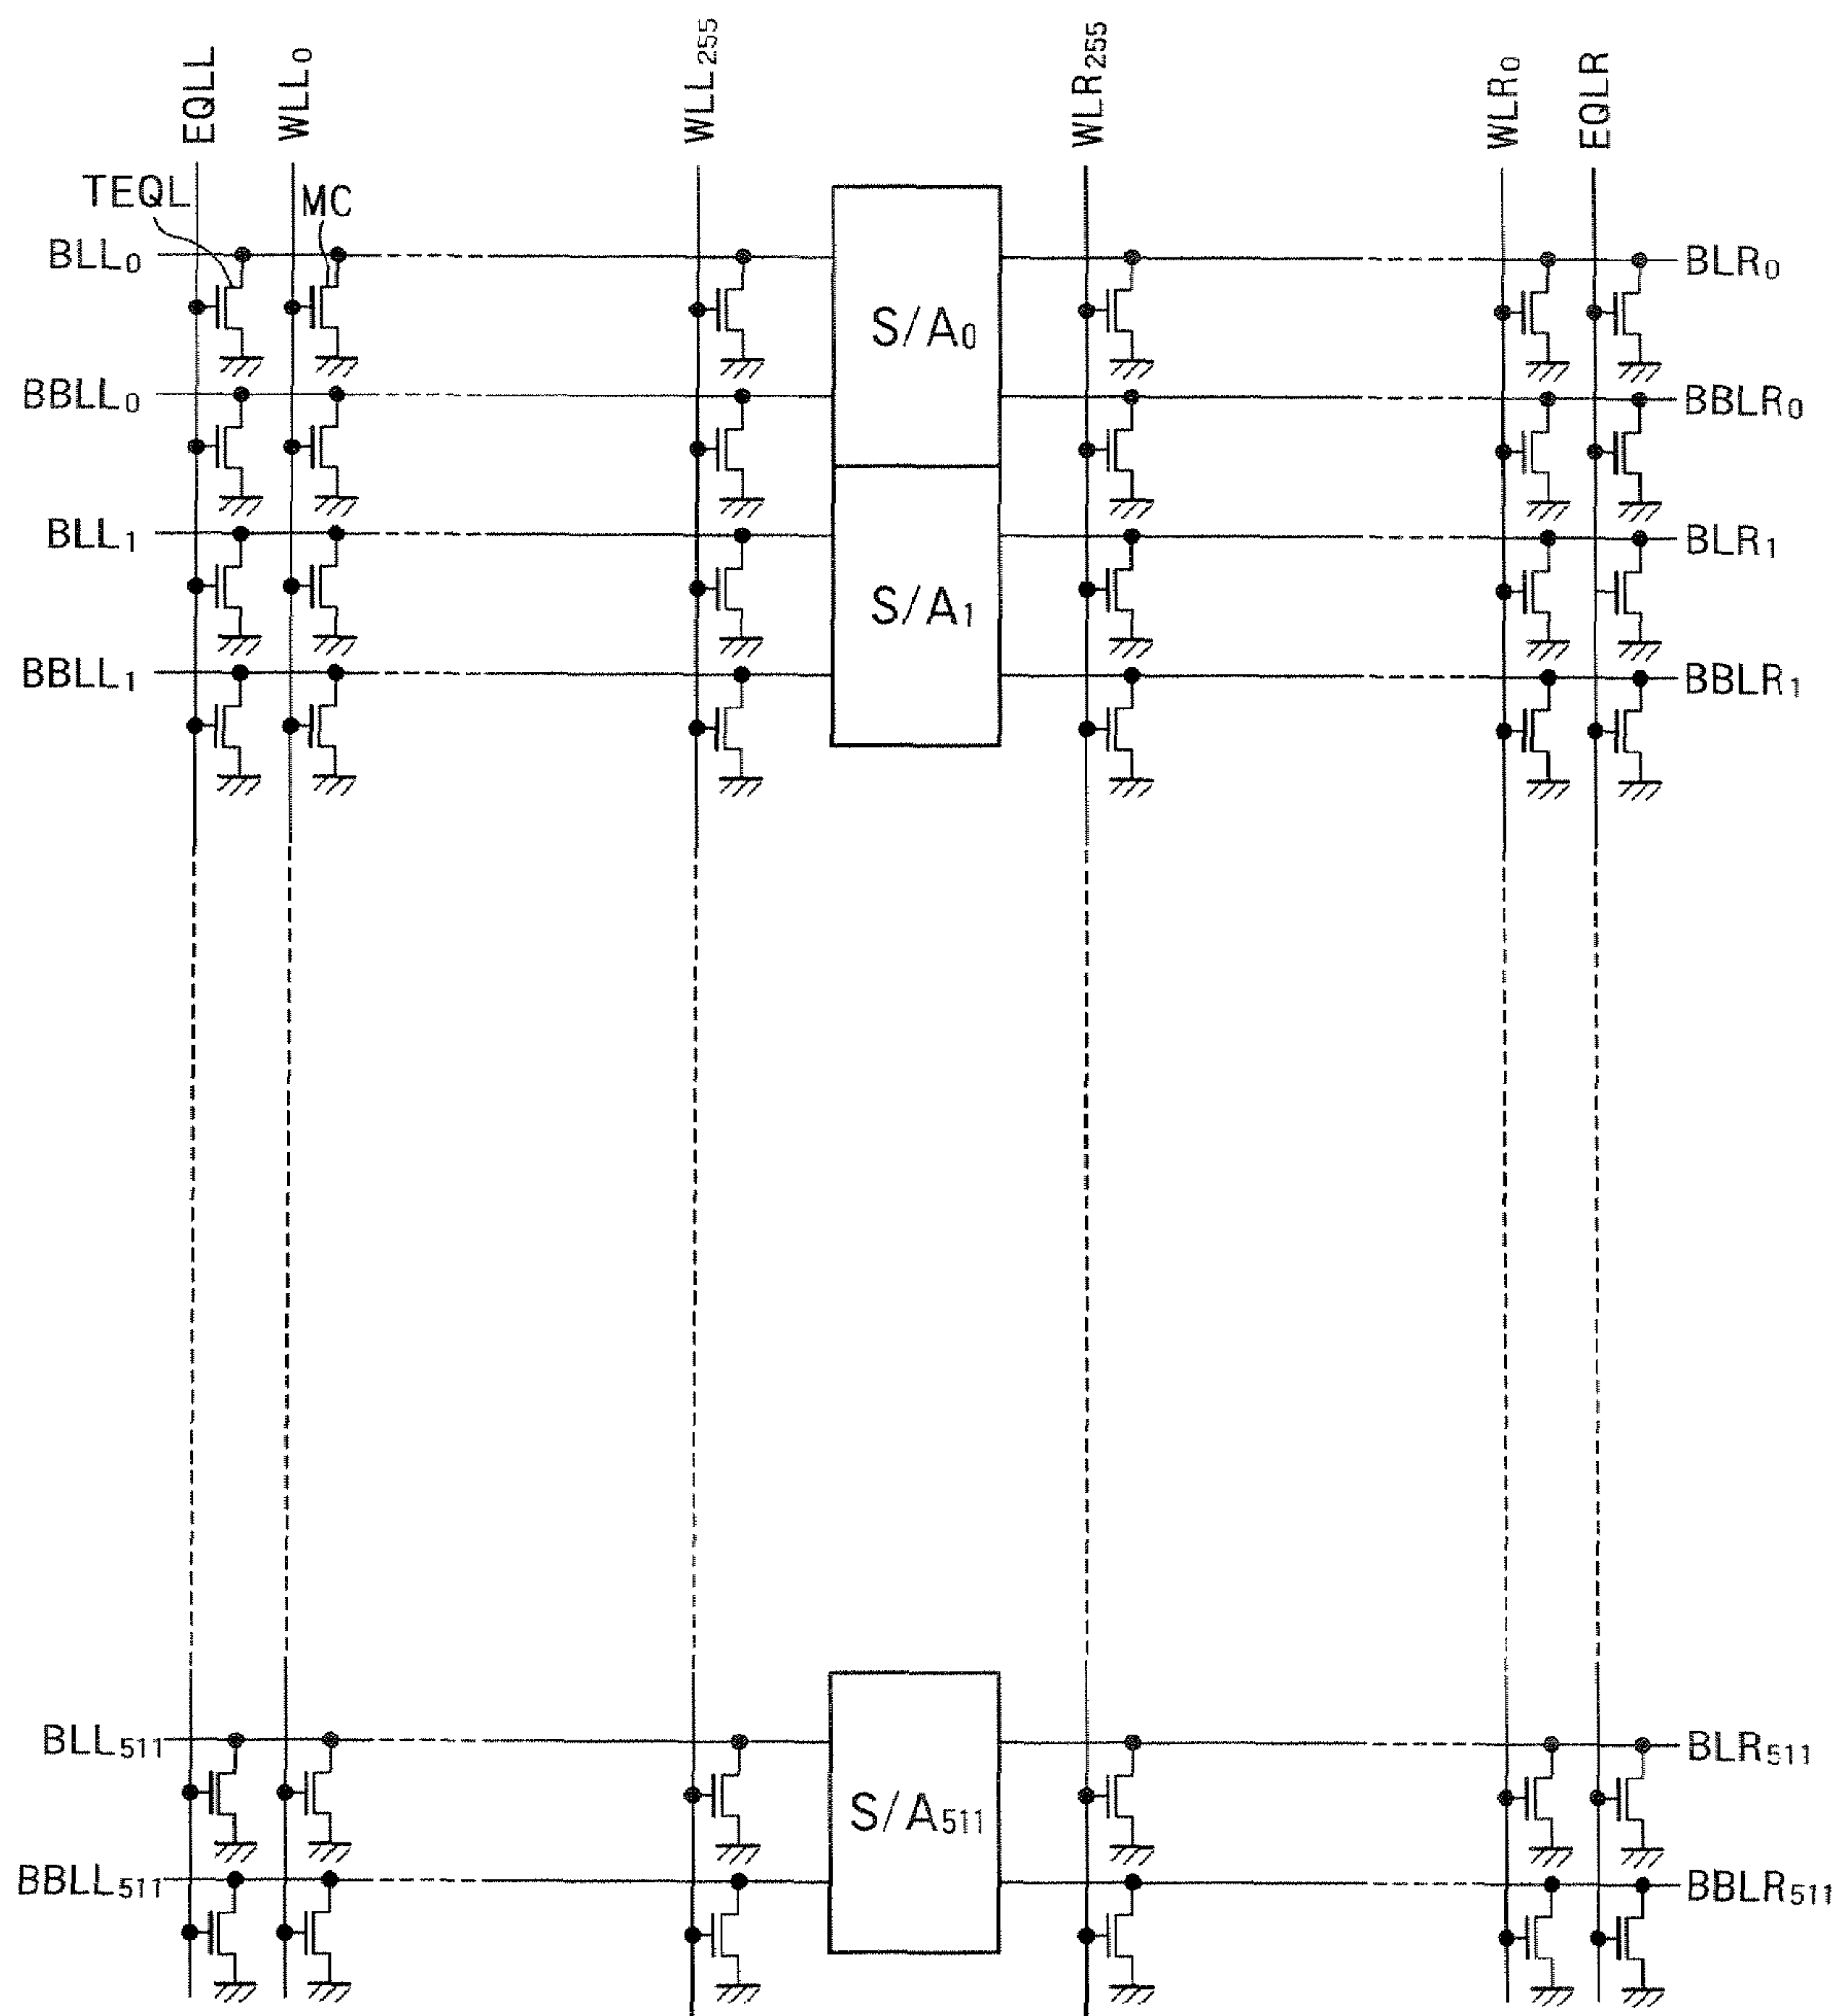 EQLL
WLL0
WLL255
WLR255
WLR0
EQLR
TEQL
MC
BLL0
S/A0
BLR0
BBLL0
BBLR0
BLL1
S/A1
BLR1
BBLL1
BBLR1
BLL511
S/A511
BLR511
BBLL511
BBLR511